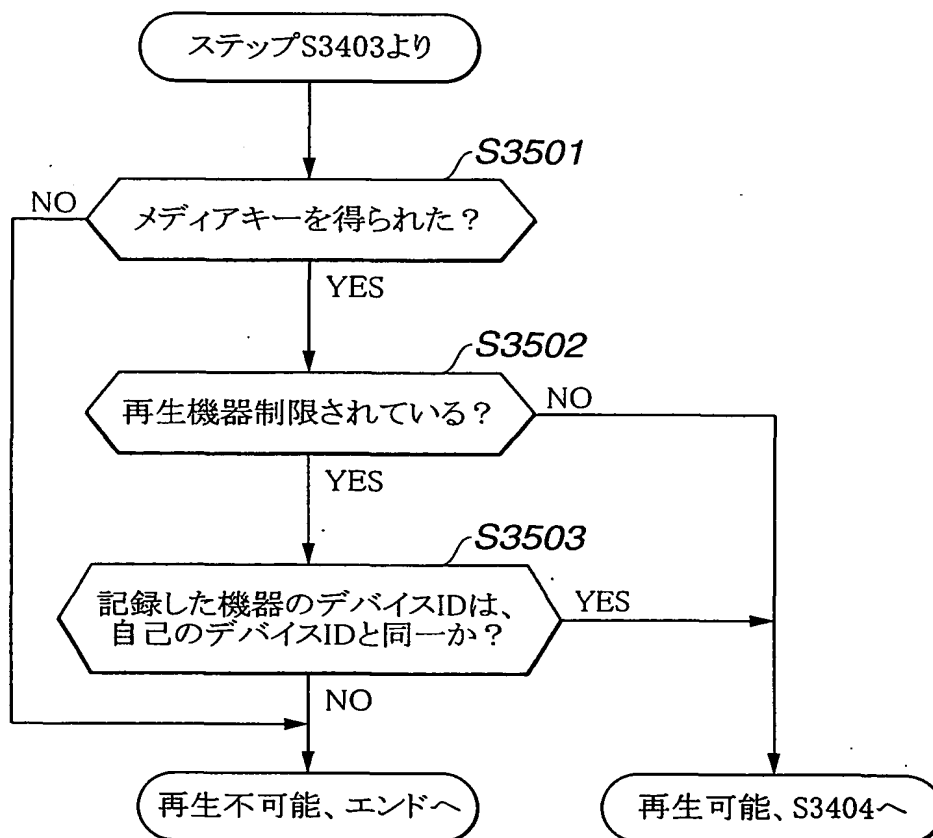 ステップS3403より
S3501
NO
メディアキーを得られた？
YES
S3502
再生機器制限されている？
NO
YES
S3503
記録した機器のデバイスIDは、
自己のデバイスIDと同一か？
YES
NO
再生不可能、エンドへ
再生可能、S3404へ